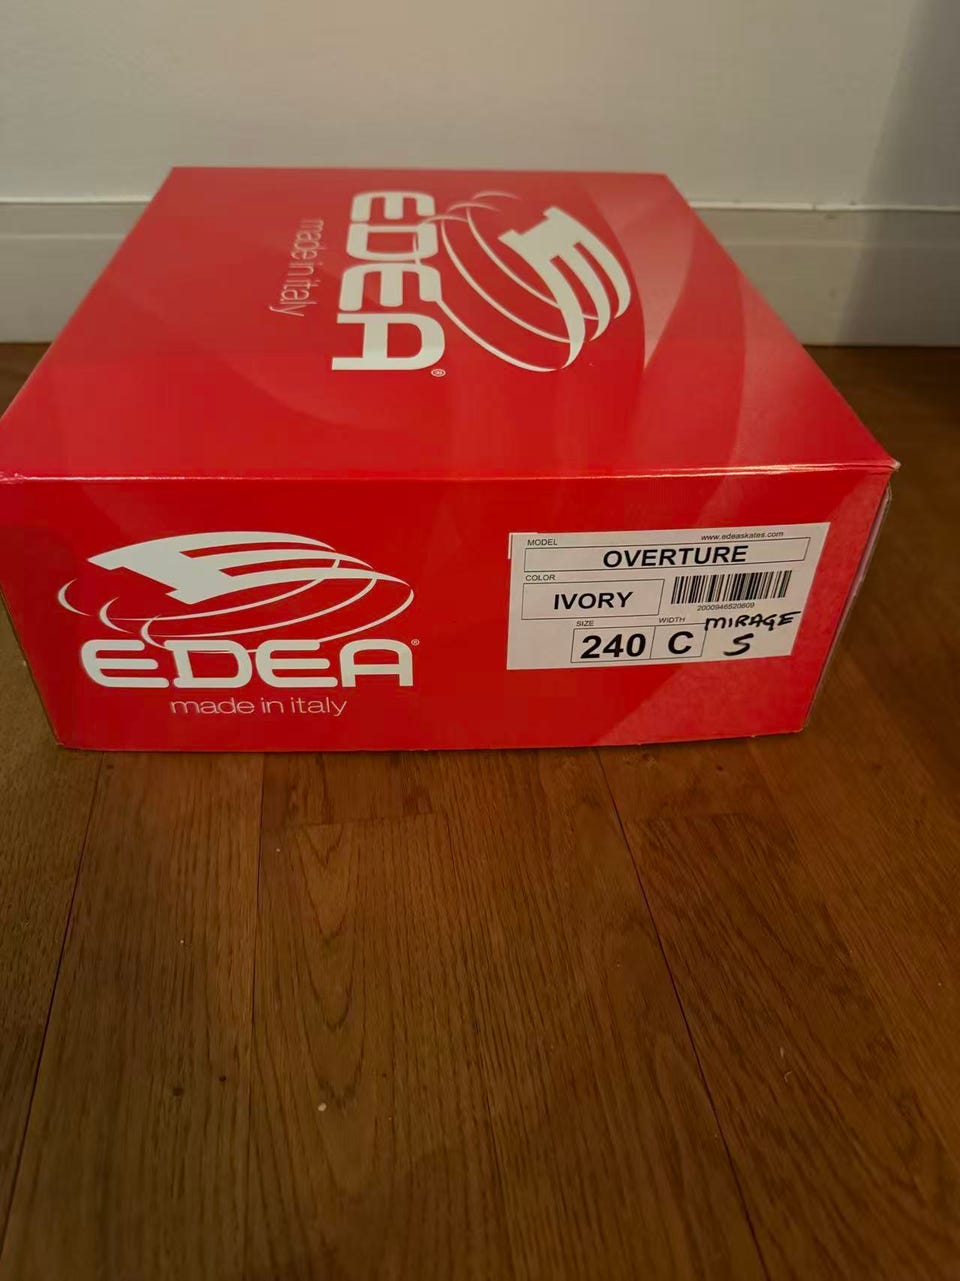 EDEA®
made in italy
EDEA®
made in italy
MODEL
www.edeaskates.com
OVERTURE
COLOR
IVORY
2000946520809
SIZE
WIDTH
MIRAGE
240
C
S